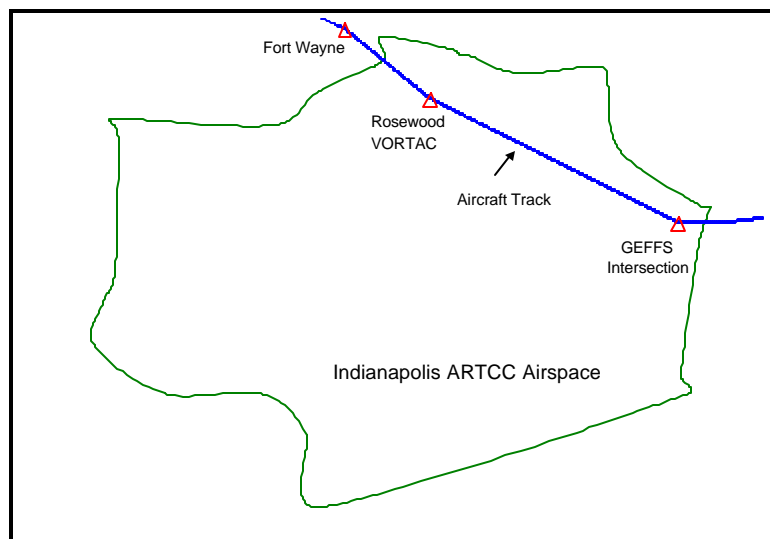 Fort Wayne
Rosewood
VORTAC
Aircraft Track
GEFFS
Intersection
Indianapolis ARTCC Airspace